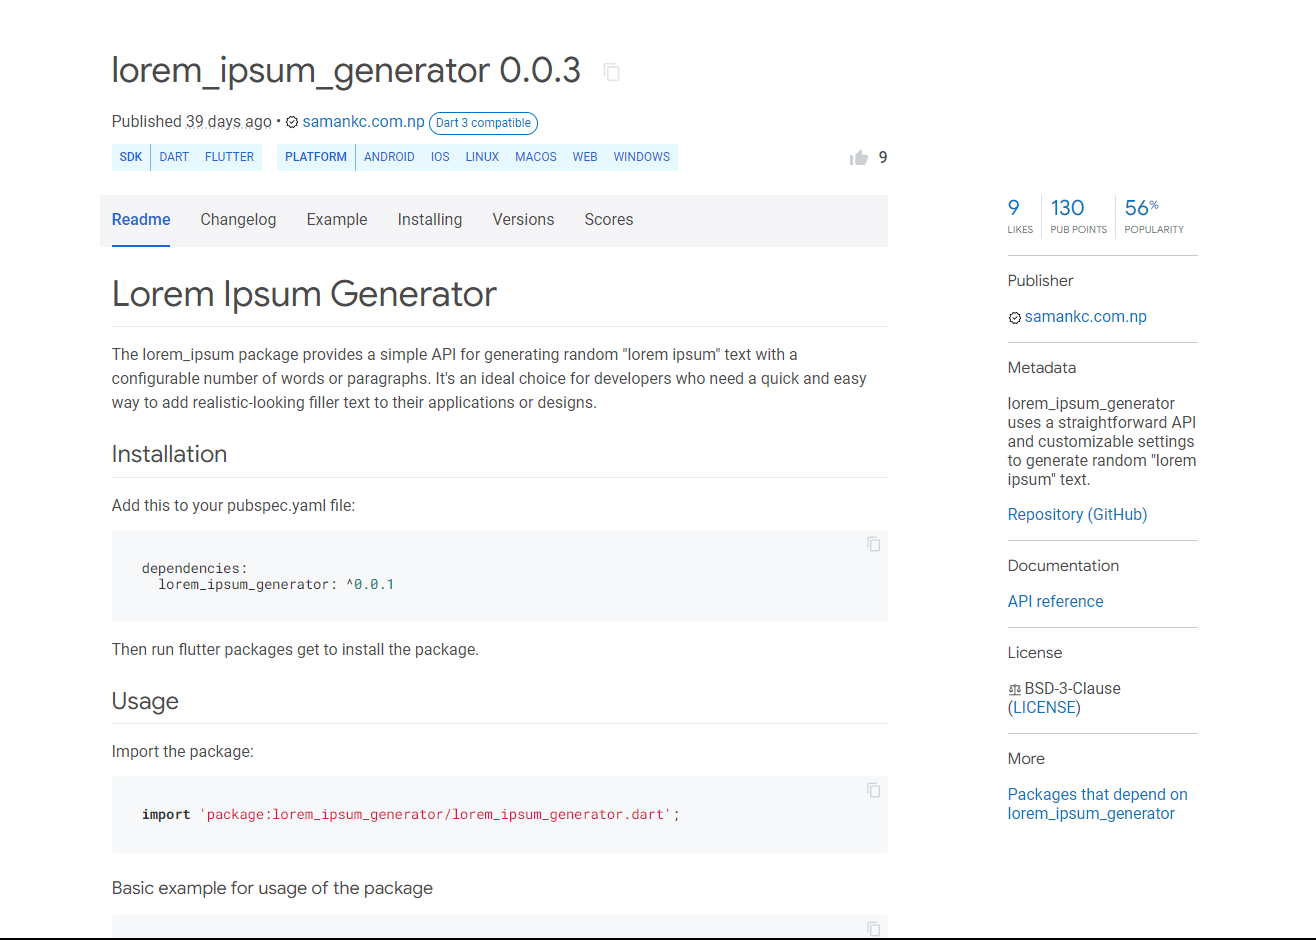 lorem_ipsum_generator 0.0.3
Published 39 days ago • samankc.com.np Dart 3 compatible
SDK DART FLUTTER PLATFORM ANDROID IOS LINUX MACOS WEB WINDOWS 9
Readme Changelog Example Installing Versions Scores
Lorem Ipsum Generator
The lorem_ipsum package provides a simple API for generating random "lorem ipsum" text with a
configurable number of words or paragraphs. It's an ideal choice for developers who need a quick and easy
way to add realistic-looking filler text to their applications or designs.
Installation
Add this to your pubspec.yaml file:
dependencies:
  lorem_ipsum_generator: ^0.0.1
Then run flutter packages get to install the package.
Usage
Import the package:
import 'package:lorem_ipsum_generator/lorem_ipsum_generator.dart';
Basic example for usage of the package
9 130 56%
LIKES PUB POINTS POPULARITY
Publisher
samankc.com.np
Metadata
lorem_ipsum_generator
uses a straightforward API
and customizable settings
to generate random "lorem
ipsum" text.
Repository (GitHub)
Documentation
API reference
License
BSD-3-Clause
(LICENSE)
More
Packages that depend on
lorem_ipsum_generator